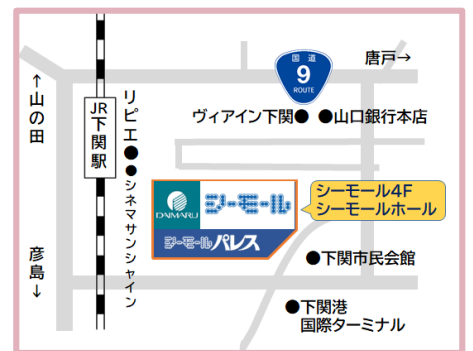 国道
9
ROUTE
唐戸→
←山の田
JR下関駅
リピエ●
●シネマサンシャイン
ヴィアイン下関●
●山口銀行本店
DAIMARU
シーモール
シーモールパレス
シーモール4F
シーモールホール
彦島→
●下関市民会館
●下関港
国際ターミナル